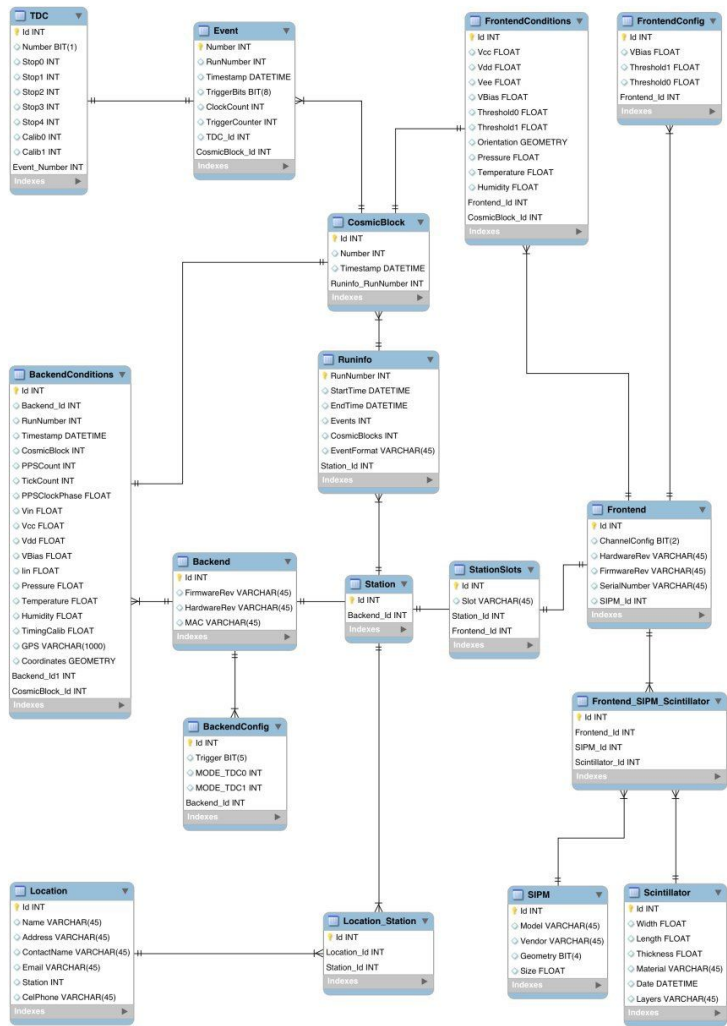 TDC
Id INT
Number BIT(1)
Stop0 INT
Stop1 INT
Stop2 INT
Stop3 INT
Stop4 INT
Calib0 INT
Calib1 INT
Event_Number INT
Indexes
Event
Number INT
RunNumber INT
Timestamp DATETIME
TriggerBits BIT(8)
ClockCount INT
TriggerCounter INT
TDC_Id INT
CosmicBlock_Id INT
Indexes
FrontendConditions
Id INT
Vcc FLOAT
Vdd FLOAT
Vee FLOAT
VBias FLOAT
Threshold0 FLOAT
Threshold1 FLOAT
Orientation GEOMETRY
Pressure FLOAT
Temperature FLOAT
Humidity FLOAT
Frontend_Id INT
CosmicBlock_Id INT
Indexes
FrontendConfig
Id INT
VBias FLOAT
Threshold1 FLOAT
Threshold0 FLOAT
Frontend_Id INT
Indexes
CosmicBlock
Id INT
Number INT
Timestamp DATETIME
Runinfo_RunNumber INT
Indexes
BackendConditions
Id INT
Backend_Id INT
RunNumber INT
Timestamp DATETIME
CosmicBlock INT
PPSCount INT
TickCount INT
PPSClockPhase FLOAT
Vin FLOAT
Vcc FLOAT
Vdd FLOAT
VBias FLOAT
Iin FLOAT
Pressure FLOAT
Temperature FLOAT
Humidity FLOAT
TimingCalib FLOAT
GPS VARCHAR(1000)
Coordinates GEOMETRY
Backend_Id1 INT
CosmicBlock_Id INT
Indexes
Runinfo
RunNumber INT
StartTime DATETIME
EndTime DATETIME
Events INT
CosmicBlocks INT
EventFormat VARCHAR(45)
Station_Id INT
Indexes
Backend
Id INT
FirmwareRev VARCHAR(45)
HardwareRev VARCHAR(45)
MAC VARCHAR(45)
Indexes
Station
Id INT
Backend_Id INT
Indexes
StationSlots
Id INT
Slot VARCHAR(45)
Station_Id INT
Frontend_Id INT
Indexes
Frontend
Id INT
ChannelConfig BIT(2)
HardwareRev VARCHAR(45)
FirmwareRev VARCHAR(45)
SerialNumber VARCHAR(45)
SIPM_Id INT
Indexes
BackendConfig
Id INT
Trigger BIT(5)
MODE_TDC0 INT
MODE_TDC1 INT
Backend_Id INT
Indexes
Frontend_SIPM_Scintillator
Id INT
Frontend_Id INT
SIPM_Id INT
Scintillator_Id INT
Indexes
Location
Id INT
Name VARCHAR(45)
Address VARCHAR(45)
ContactName VARCHAR(45)
Email VARCHAR(45)
Station INT
CelPhone VARCHAR(45)
Indexes
Location_Station
Id INT
Location_Id INT
Station_Id INT
Indexes
SIPM
Id INT
Model VARCHAR(45)
Vendor VARCHAR(45)
Geometry BIT(4)
Size FLOAT
Indexes
Scintillator
Id INT
Width FLOAT
Length FLOAT
Thickness FLOAT
Material VARCHAR(45)
Date DATETIME
Layers VARCHAR(45)
Indexes